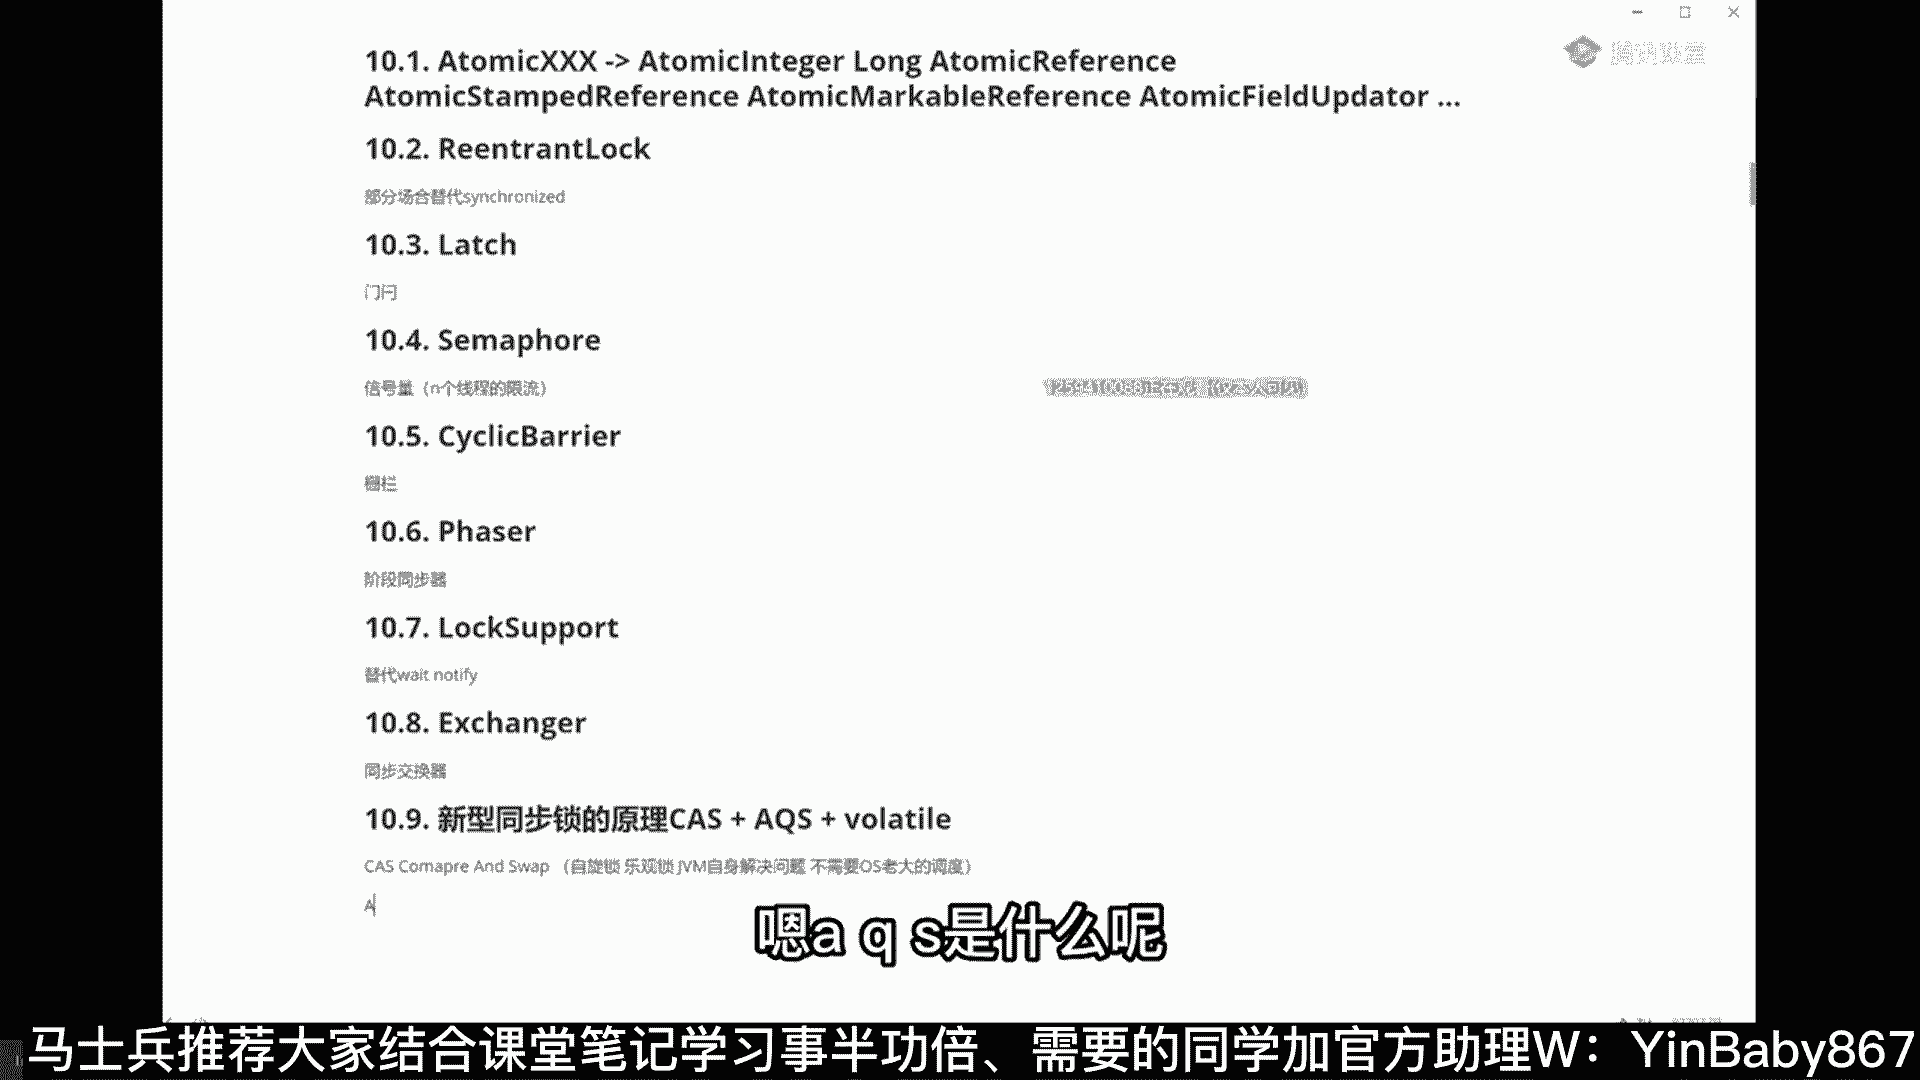 10.1. AtomicXXX -> AtomicInteger Long AtomicReference
AtomicStampedReference AtomicMarkableReference AtomicFieldUpdator ...
10.2. ReentrantLock
部分场合替代synchronized
10.3. Latch
门闩
10.4. Semaphore
信号量（n个线程的限流）
10.5. CyclicBarrier
栅栏
10.6. Phaser
阶段同步器
10.7. LockSupport
替代wait notify
10.8. Exchanger
同步交换器
10.9. 新型同步锁的原理CAS + AQS + volatile
CAS Comapre And Swap （自旋锁 乐观锁 JVM自身解决问题 不需要OS老大的调度）
A
嗯a q s是什么呢
马士兵推荐大家结合课堂笔记学习事半功倍、需要的同学加官方助理W：YinBaby867